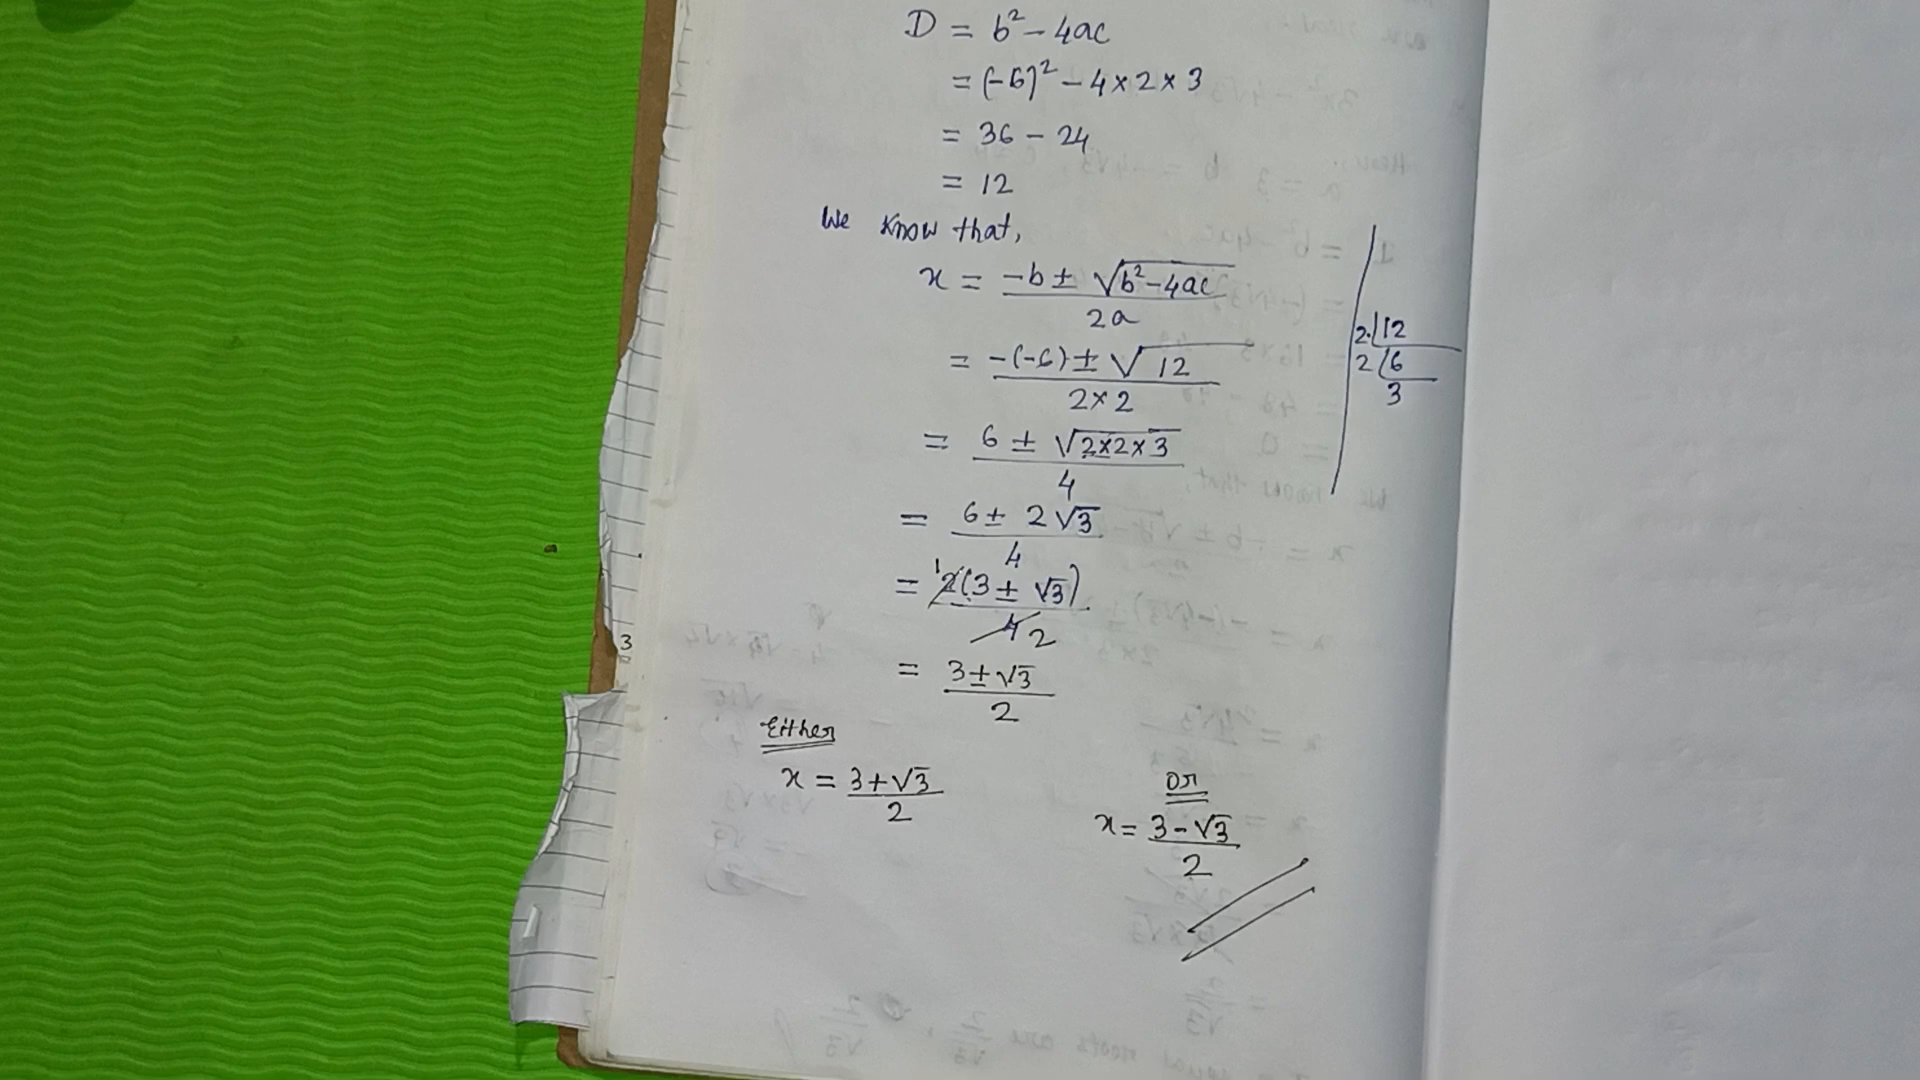 D = b² - 4ac
= (-6)² - 4 × 2 × 3
= 36 - 24
= 12
We know that,
x = (-b ± √(b² - 4ac)) / 2a
= (-(-6) ± √12) / 2×2
2 | 12
2 | 6
3
= (6 ± √(2×2×3)) / 4
= (6 ± 2√3) / 4
= ¹2(3 ± √3) / 4 2
= (3 ± √3) / 2
3
Either
x = (3 + √3) / 2
or
x = (3 - √3) / 2